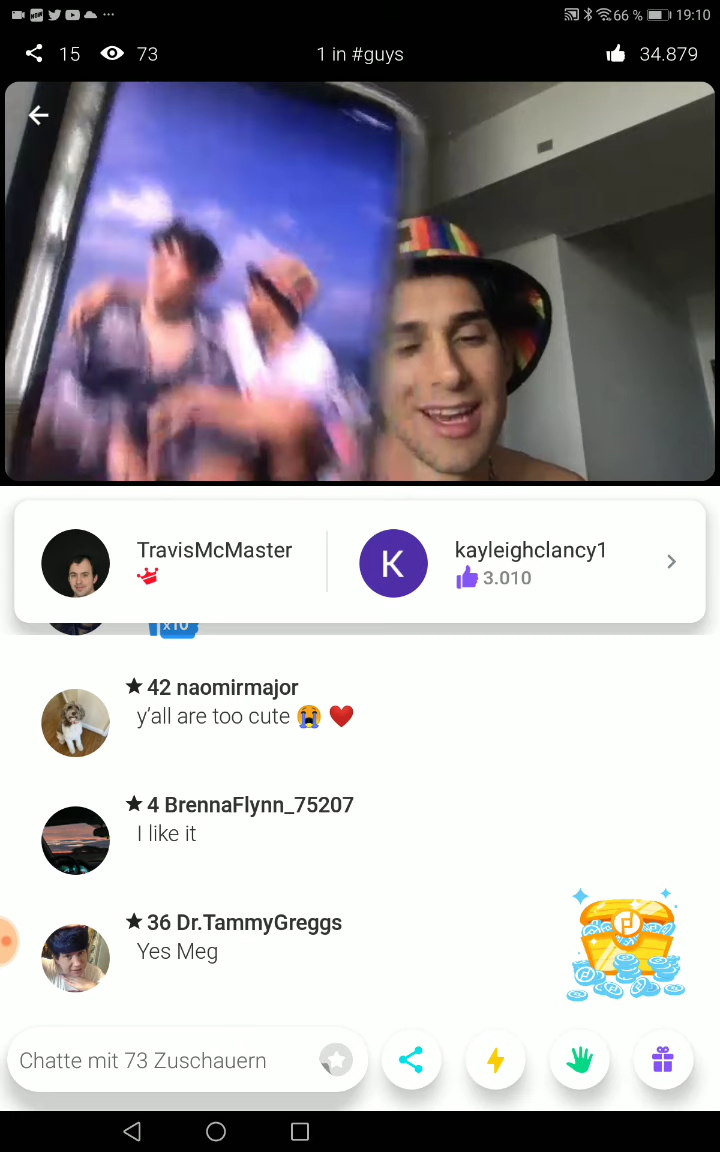 66 % 19:10
15 73 1 in #guys 34.879
TravisMcMaster
kayleighclancy1
K
3.010
x10
42 naomirmajor
y'all are too cute
4 BrennaFlynn_75207
I like it
36 Dr.TammyGreggs
Yes Meg
Chatte mit 73 Zuschauern